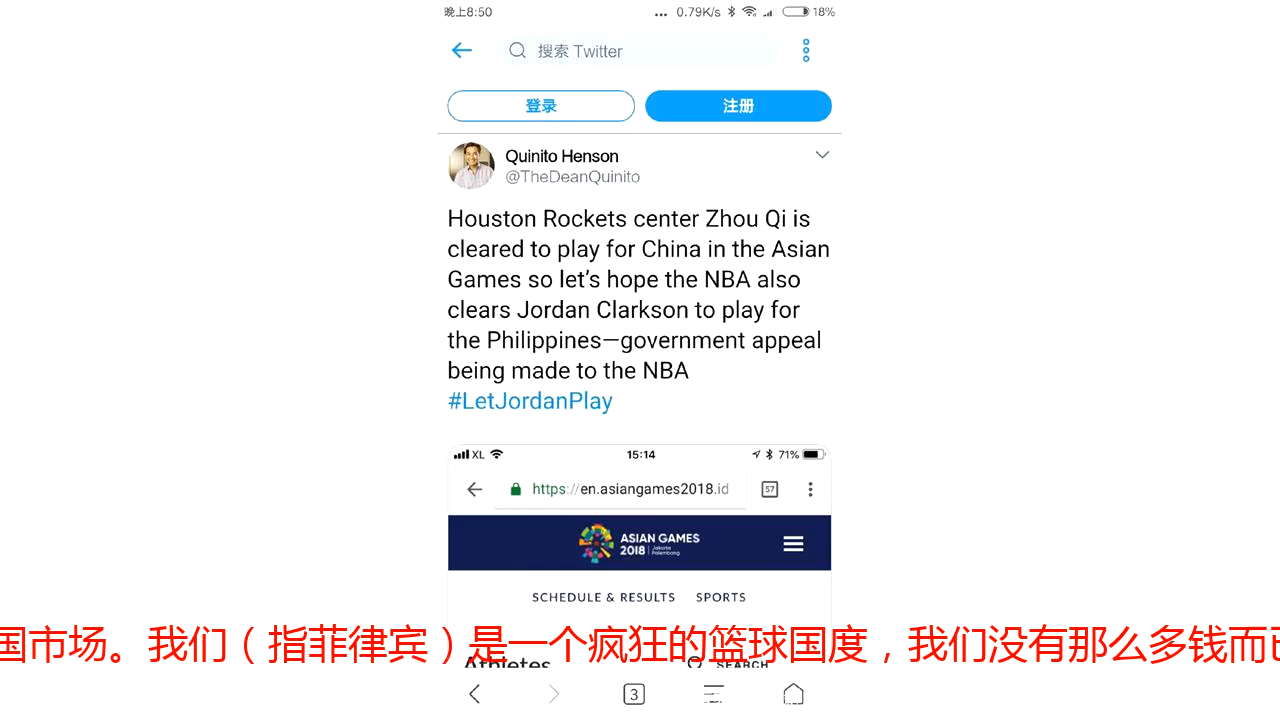 晚上8:50 ... 0.79K/s 18%
搜索 Twitter
登录 注册
Quinito Henson
@TheDeanQuinito
Houston Rockets center Zhou Qi is
cleared to play for China in the Asian
Games so let's hope the NBA also
clears Jordan Clarkson to play for
the Philippines—government appeal
being made to the NBA
#LetJordanPlay
XL 15:14 71%
https://en.asiangames2018.id 57
ASIAN GAMES
2018 Jakarta Palembang
SCHEDULE & RESULTS SPORTS
国市场。我们（指菲律宾）是一个疯狂的篮球国度，我们没有那么多钱而已
Athletes SEARCH
3